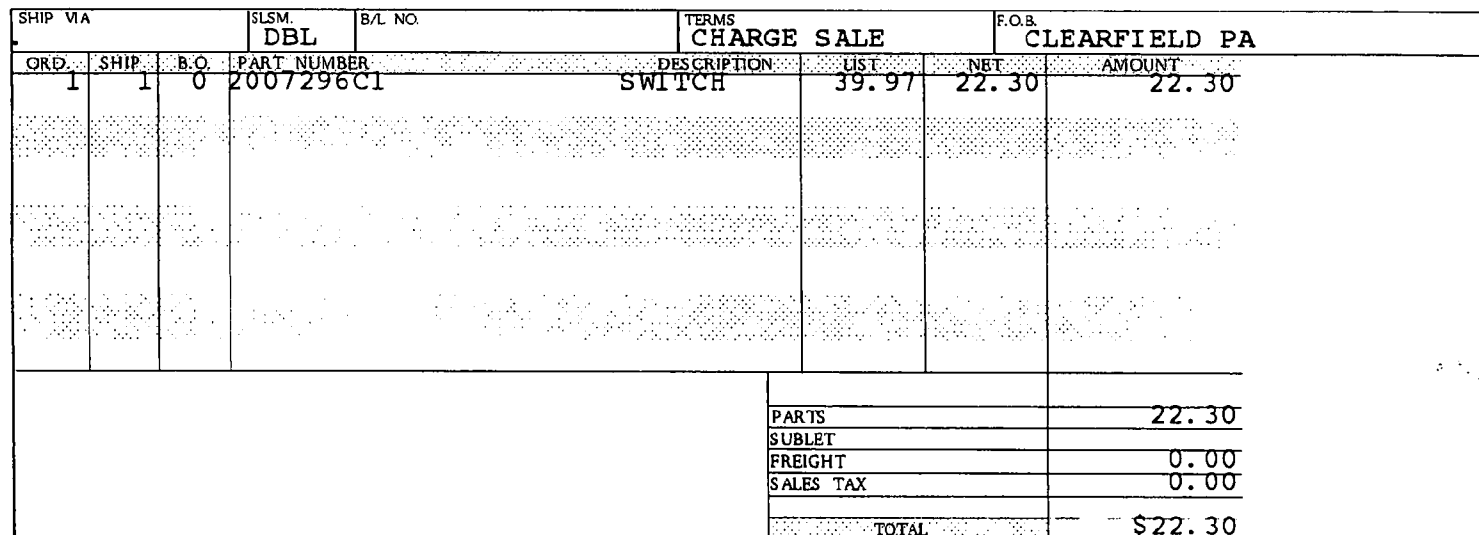 SHIP VIA SLSM. B/L NO. TERMS F.O.B.
DBL CHARGE SALE CLEARFIELD PA
ORD. SHIP B.O. PART NUMBER DESCRIPTION LIST NET AMOUNT
1 1 0 2007296C1 SWITCH 39.97 22.30 22.30
PARTS 22.30
SUBLET
FREIGHT 0.00
SALES TAX 0.00
TOTAL $22.30